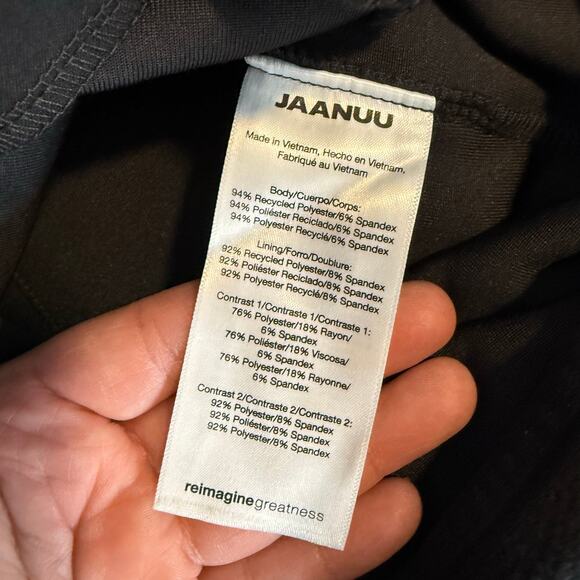 JAANUU
Made in Vietnam, Hecho en Vietnam,
Fabriqué au Vietnam
Body/Cuerpo/Corps:
94% Recycled Polyester/6% Spandex
94% Poliéster Reciclado/6% Spandex
94% Polyester Recyclé/6% Spandex
Lining/Forro/Doublure:
92% Recycled Polyester/8% Spandex
92% Poliéster Reciclado/8% Spandex
92% Polyester Recyclé/8% Spandex
Contrast 1/Contraste 1/Contraste 1:
76% Polyester/18% Rayon/
6% Spandex
76% Poliéster/18% Viscosa/
6% Spandex
76% Polyester/18% Rayonne/
6% Spandex
Contrast 2/Contraste 2/Contraste 2:
92% Polyester/8% Spandex
92% Poliéster/8% Spandex
92% Polyester/8% Spandex
reimaginegreatness